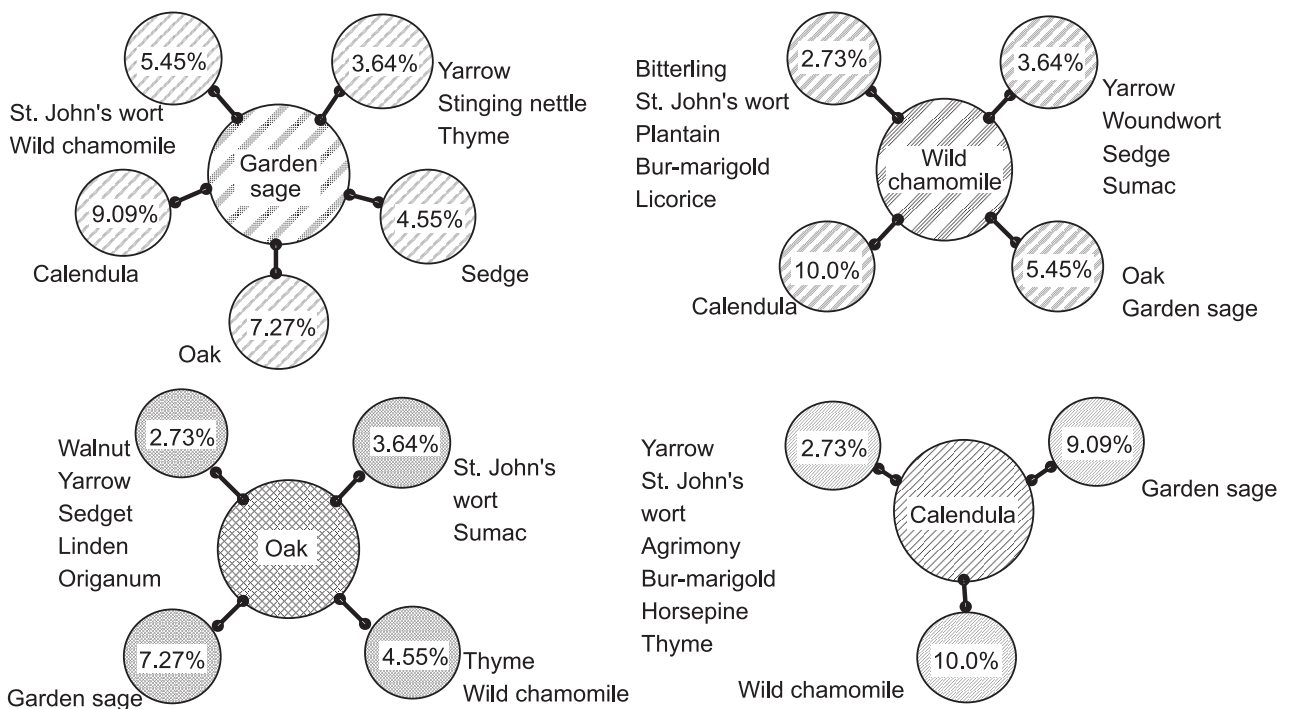 5.45%
3.64%
Yarrow
Stinging nettle
Thyme
St. John's wort
Wild chamomile
Garden
sage
9.09%
Calendula
4.55%
Sedge
7.27%
Oak
Bitterling
St. John's wort
Plantain
Bur-marigold
Licorice
2.73%
3.64%
Yarrow
Woundwort
Sedge
Sumac
Wild
chamomile
10.0%
Calendula
5.45%
Oak
Garden sage
Walnut
Yarrow
Sedget
Linden
Origanum
2.73%
3.64%
St. John's
wort
Sumac
Oak
7.27%
Garden sage
4.55%
Thyme
Wild chamomile
Yarrow
St. John's
wort
Agrimony
Bur-marigold
Horsepine
Thyme
2.73%
9.09%
Garden sage
Calendula
10.0%
Wild chamomile